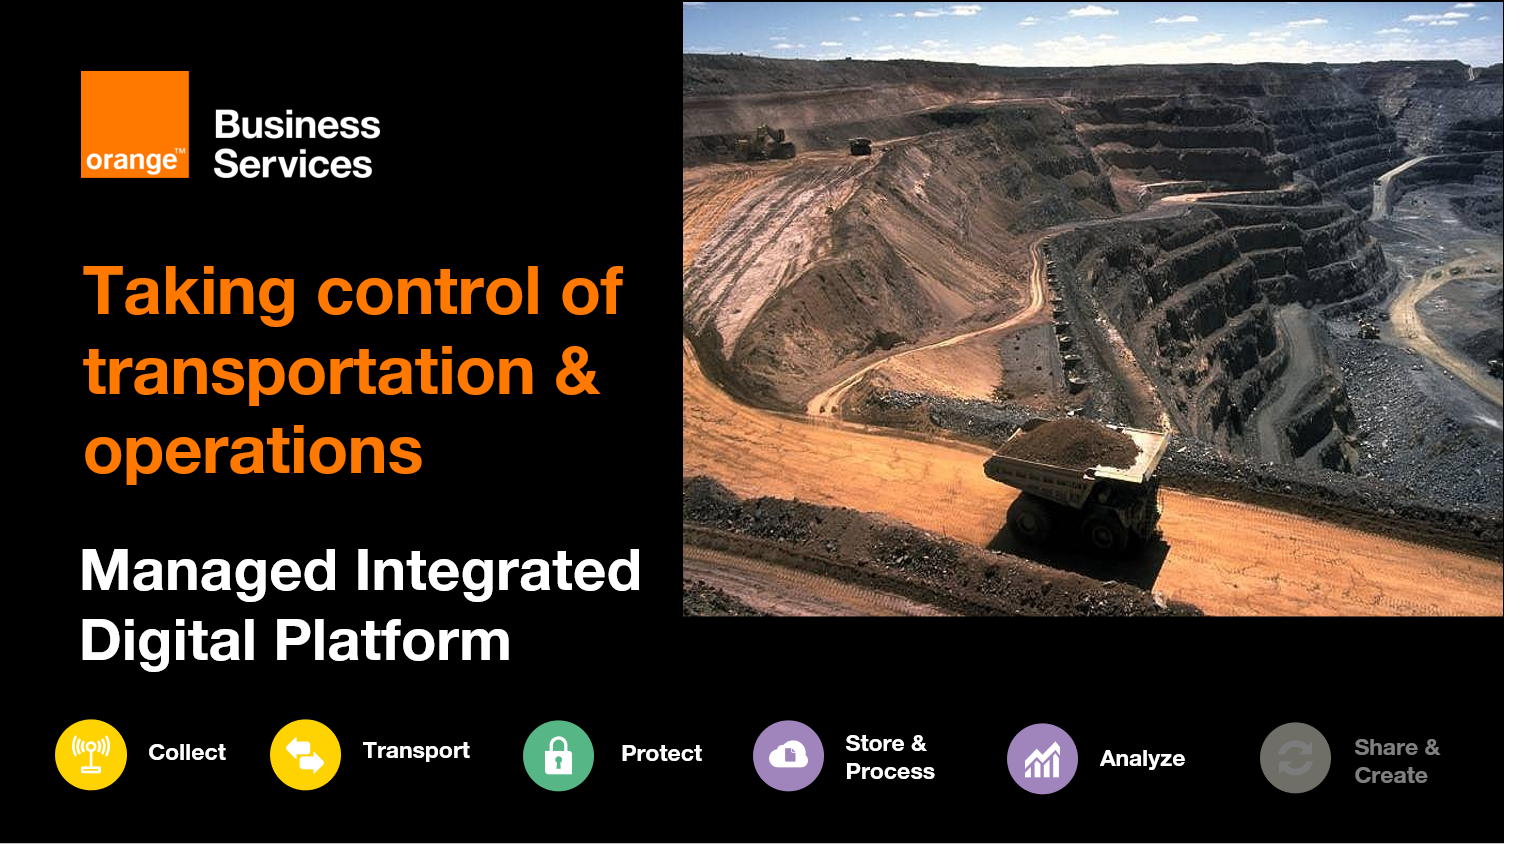 orange™
Business
Services
Taking control of
transportation &
operations
Managed Integrated
Digital Platform
Collect
Transport
Protect
Store &
Process
Analyze
Share &
Create